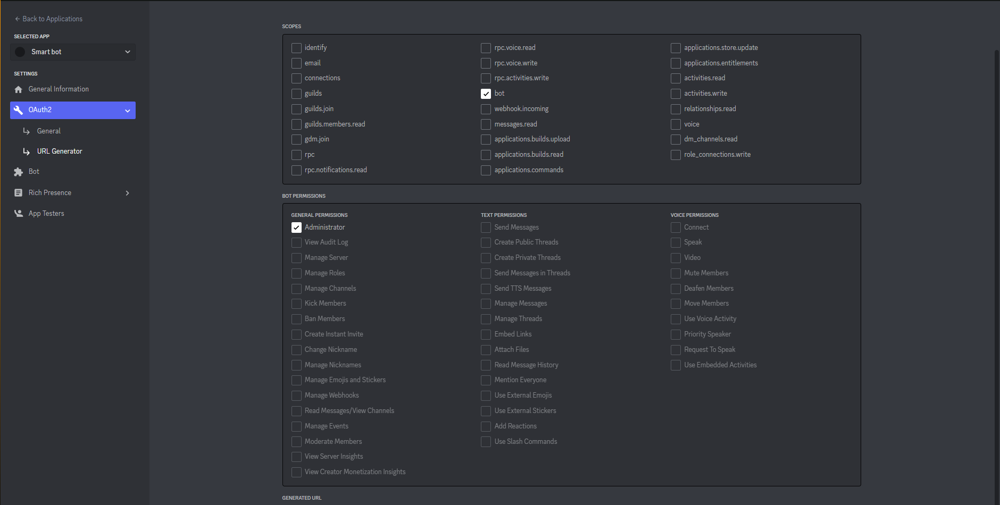 Back to Applications
SELECTED APP
Smart bot
SETTINGS
General Information
OAuth2
General
URL Generator
Bot
Rich Presence
App Testers
SCOPES
identify
email
connections
guilds
guilds.join
guilds.members.read
gdm.join
rpc
rpc.notifications.read
rpc.voice.read
rpc.voice.write
rpc.activities.write
bot
webhook.incoming
messages.read
applications.builds.upload
applications.builds.read
applications.commands
applications.store.update
applications.entitlements
activities.read
activities.write
relationships.read
voice
dm_channels.read
role_connections.write
BOT PERMISSIONS
GENERAL PERMISSIONS
Administrator
View Audit Log
Manage Server
Manage Roles
Manage Channels
Kick Members
Ban Members
Create Instant Invite
Change Nickname
Manage Nicknames
Manage Emojis and Stickers
Manage Webhooks
Read Messages/View Channels
Manage Events
Moderate Members
View Server Insights
View Creator Monetization Insights
TEXT PERMISSIONS
Send Messages
Create Public Threads
Create Private Threads
Send Messages in Threads
Send TTS Messages
Manage Messages
Manage Threads
Embed Links
Attach Files
Read Message History
Mention Everyone
Use External Emojis
Use External Stickers
Add Reactions
Use Slash Commands
VOICE PERMISSIONS
Connect
Speak
Video
Mute Members
Deafen Members
Move Members
Use Voice Activity
Priority Speaker
Request To Speak
Use Embedded Activities
GENERATED URL